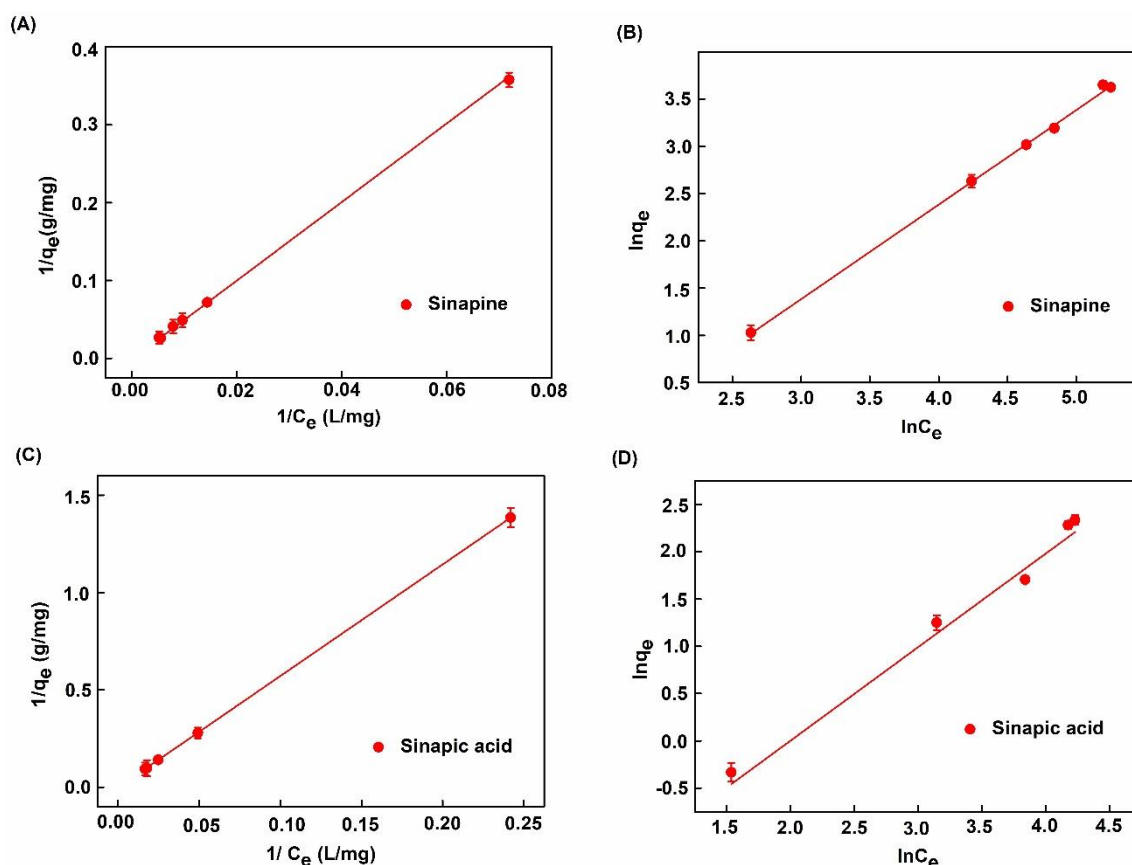 (A)
0.4
0.3
0.2
0.1
0.0
1/qe(g/mg)
Sinapine
0.00 0.02 0.04 0.06 0.08
1/Ce (L/mg)
(B)
3.5
3.0
2.5
2.0
1.5
1.0
0.5
lnqe
Sinapine
2.5 3.0 3.5 4.0 4.5 5.0
lnCe
(C)
1.5
1.0
0.5
0.0
1/qe (g/mg)
Sinapic acid
0.00 0.05 0.10 0.15 0.20 0.25
1/ Ce (L/mg)
(D)
2.5
2.0
1.5
1.0
0.5
0.0
-0.5
lnqe
Sinapic acid
1.5 2.0 2.5 3.0 3.5 4.0 4.5
lnCe